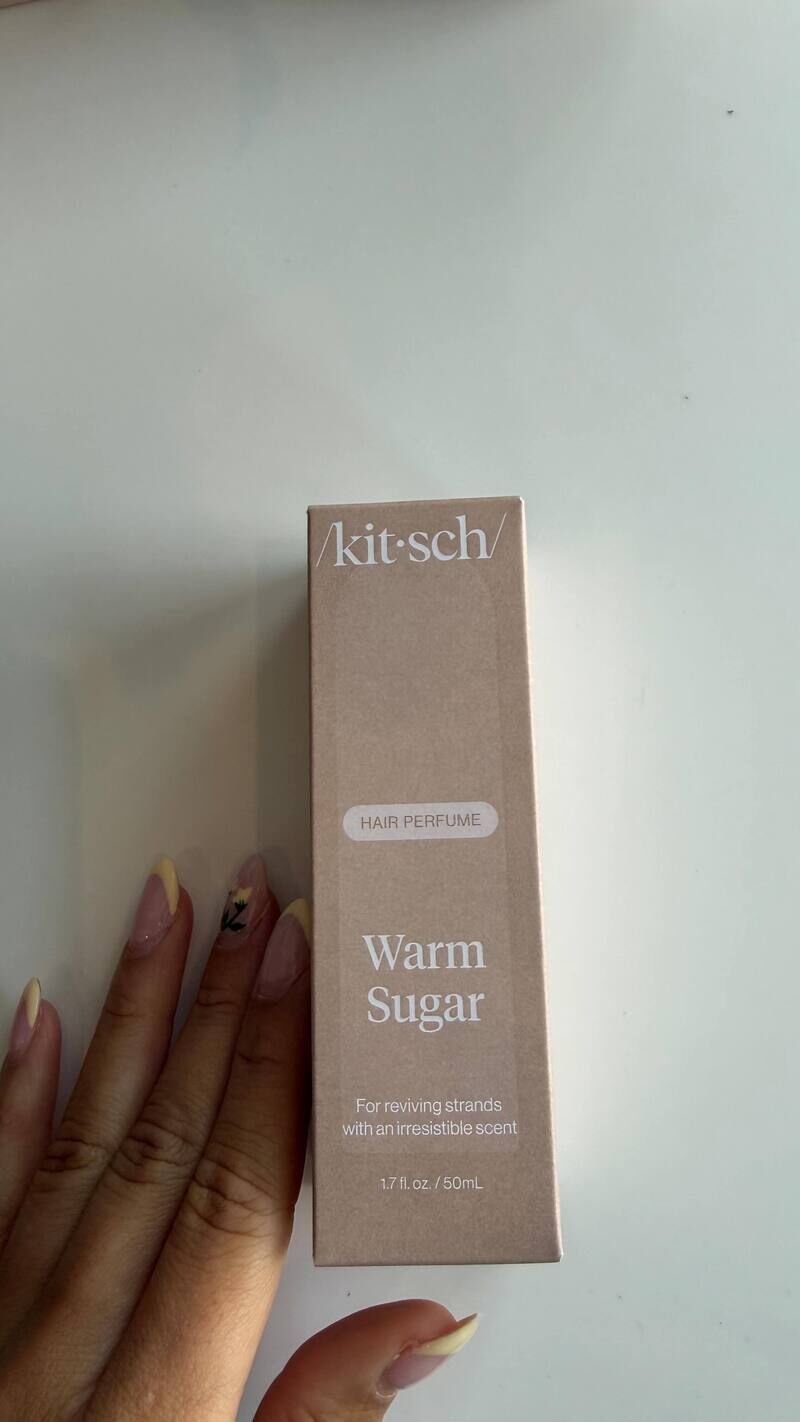 /kit·sch/
HAIR PERFUME
Warm
Sugar
For reviving strands
with an irresistible scent
1.7 fl. oz. / 50mL